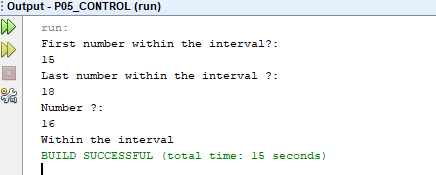 Output - P05_CONTROL (run)
run:
First number within the interval?:
15
Last number within the interval ?:
18
Number ?:
16
Within the interval
BUILD SUCCESSFUL (total time: 15 seconds)